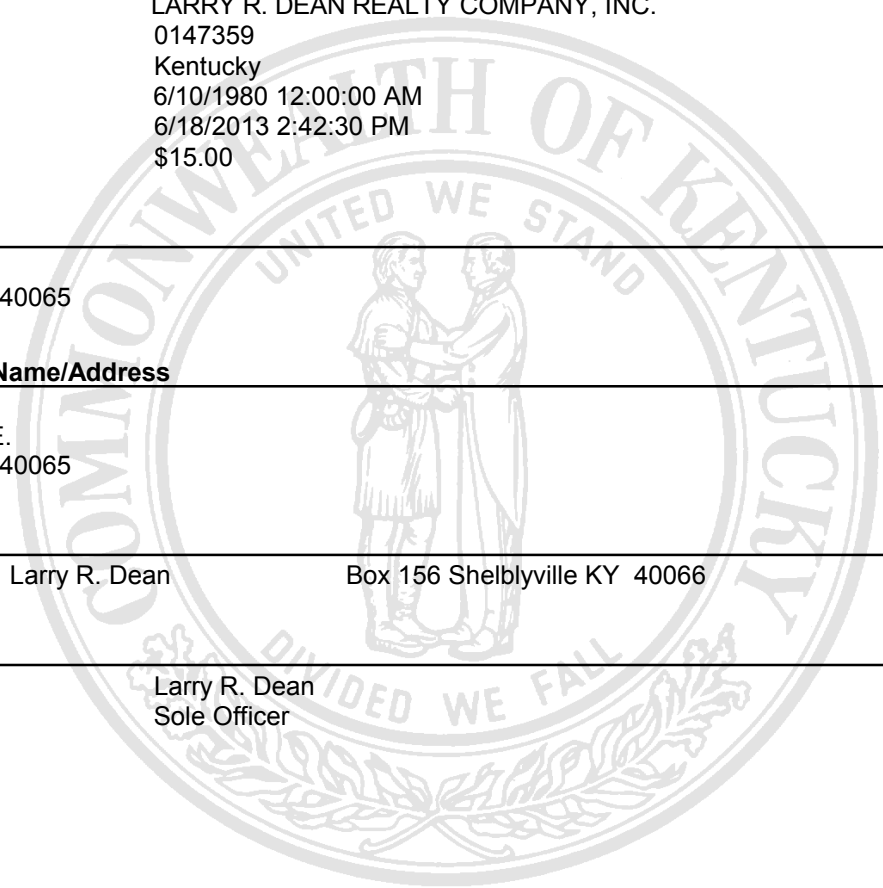 LARRY R. DEAN REALTY COMPANY, INC.
0147359
Kentucky
6/10/1980 12:00:00 AM
6/18/2013 2:42:30 PM
$15.00
COMMONWEALTH OF KENTUCKY
UNITED WE STAND
40065
Name/Address
E.
40065
Larry R. Dean Box 156 Shelblyville KY 40066
Larry R. Dean
Sole Officer
DIVIDED WE FALL